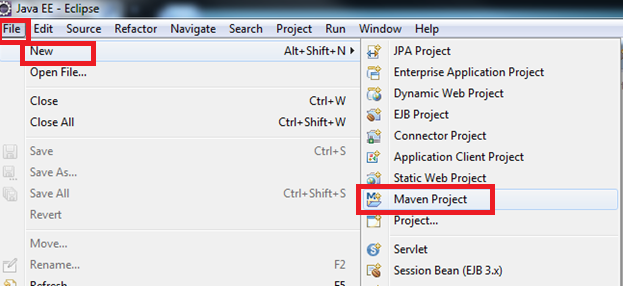 Java EE - Eclipse
File Edit Source Refactor Navigate Search Project Run Window Help
New Alt+Shift+N
Open File...
Close Ctrl+W
Close All Ctrl+Shift+W
Save Ctrl+S
Save As...
Save All Ctrl+Shift+S
Revert
Move...
Rename... F2
Refresh F5
JPA Project
Enterprise Application Project
Dynamic Web Project
EJB Project
Connector Project
Application Client Project
Static Web Project
Maven Project
Project...
Servlet
Session Bean (EJB 3.x)